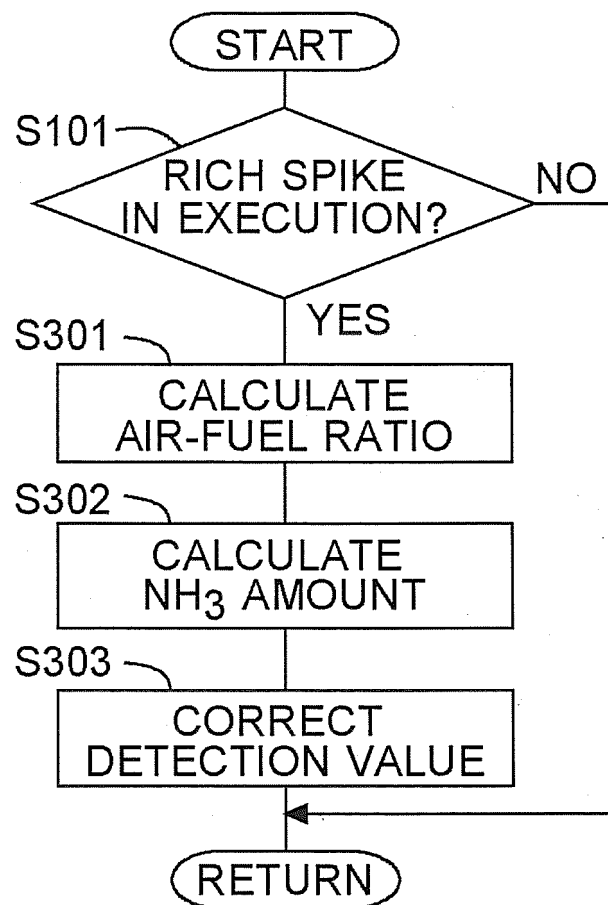 START
S101
RICH SPIKE
IN EXECUTION?
NO
YES
S301
CALCULATE
AIR-FUEL RATIO
S302
CALCULATE
NH3 AMOUNT
S303
CORRECT
DETECTION VALUE
RETURN